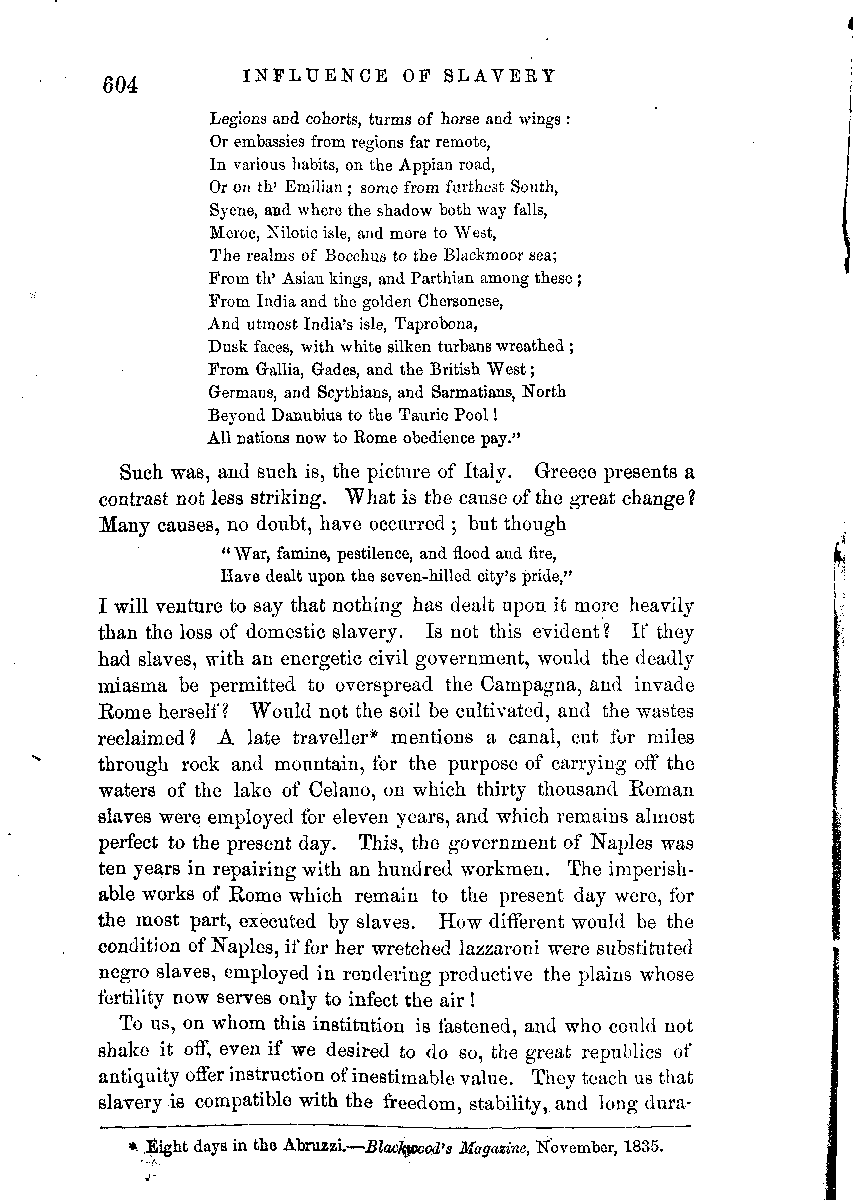 604
INFLUENCE OF SLAVERY
Legions and cohorts, turms of horse and wings :
Or embassies from regions far remote,
In various habits, on the Appian road,
Or on th' Emilian ; some from furthest South,
Syene, and where the shadow both way falls,
Meroe, Nilotic isle, and more to West,
The realms of Bocchus to the Blackmoor sea;
From th' Asian kings, and Parthian among these ;
From India and the golden Chersonese,
And utmost India's isle, Taprobona,
Dusk faces, with white silken turbans wreathed ;
From Gallia, Gades, and the British West ;
Germans, and Scythians, and Sarmatians, North
Beyond Danubius to the Tauric Pool !
All nations now to Rome obedience pay."
Such was, and such is, the picture of Italy. Greece presents a
contrast not less striking. What is the cause of the great change?
Many causes, no doubt, have occurred ; but though
" War, famine, pestilence, and flood and fire,
Have dealt upon the seven-hilled city's pride,"
I will venture to say that nothing has dealt upon it more heavily
than the loss of domestic slavery. Is not this evident? If they
had slaves, with an energetic civil government, would the deadly
miasma be permitted to overspread the Campagna, and invade
Rome herself? Would not the soil be cultivated, and the wastes
reclaimed? A late traveller* mentions a canal, cut for miles
through rock and mountain, for the purpose of carrying off the
waters of the lake of Celano, on which thirty thousand Roman
slaves were employed for eleven years, and which remains almost
perfect to the present day. This, the government of Naples was
ten years in repairing with an hundred workmen. The imperish-
able works of Rome which remain to the present day were, for
the most part, executed by slaves. How different would be the
condition of Naples, if for her wretched lazzaroni were substituted
negro slaves, employed in rendering productive the plains whose
fertility now serves only to infect the air !
To us, on whom this institution is fastened, and who could not
shake it off, even if we desired to do so, the great republics of
antiquity offer instruction of inestimable value. They teach us that
slavery is compatible with the freedom, stability, and long dura-
* Eight days in the Abruzzi.—Blackwood's Magazine, November, 1835.